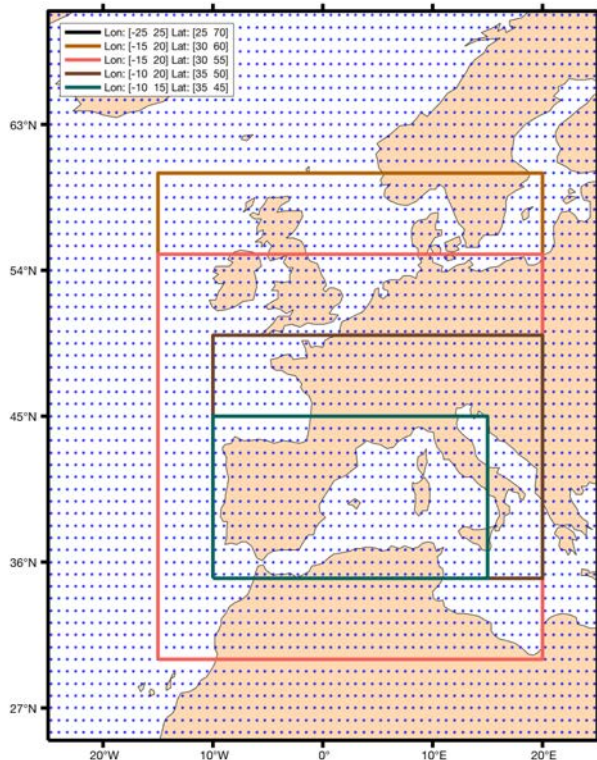 Lon: [-25 25] Lat: [25 70]
Lon: [-15 20] Lat: [30 60]
Lon: [-15 20] Lat: [30 55]
Lon: [-10 20] Lat: [35 50]
Lon: [-10 15] Lat: [35 45]
63°N
54°N
45°N
36°N
27°N
20°W 10°W 0° 10°E 20°E